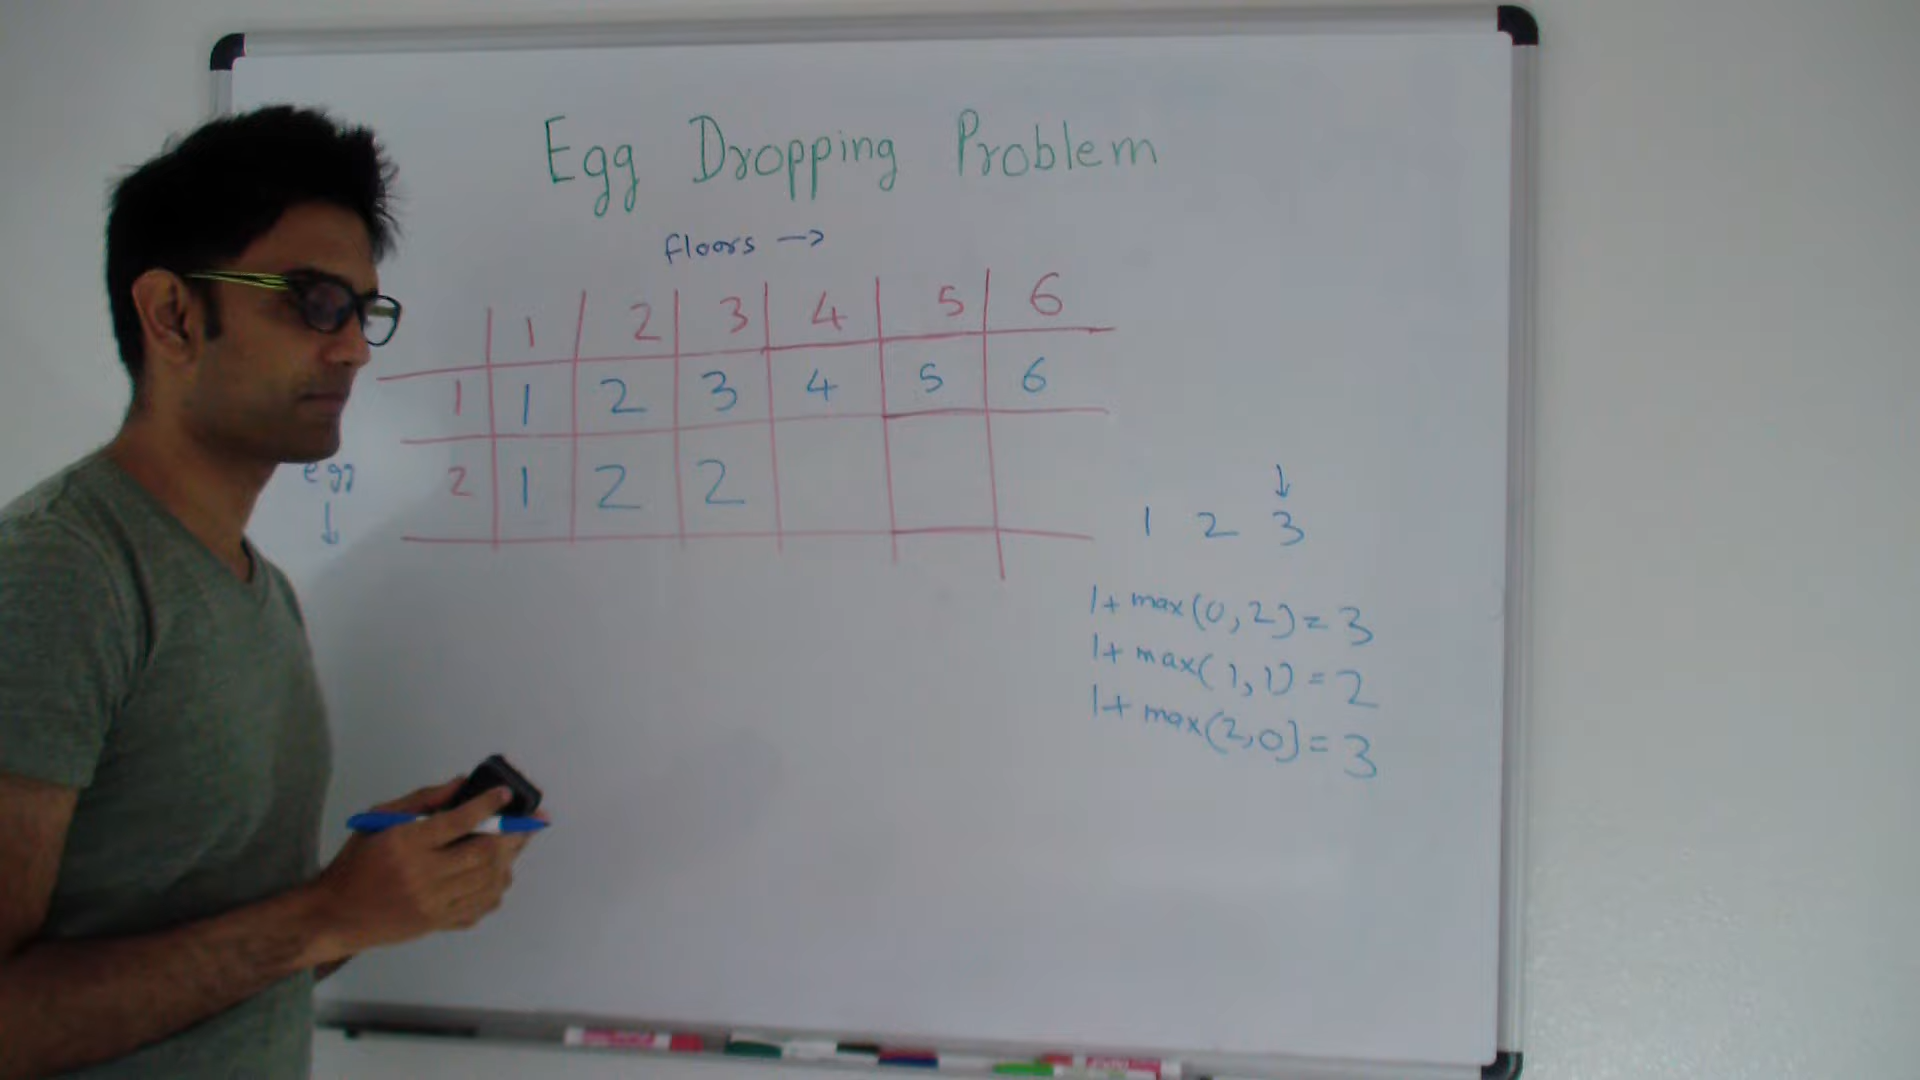 Egg Dropping Problem
floors →
1 2 3 4 5 6
1 1 2 3 4 5 6
egg
↓
2 1 2 2
↓
1 2 3
1+ max(0,2) = 3
1+ max(1,1) = 2
1+ max(2,0] = 3